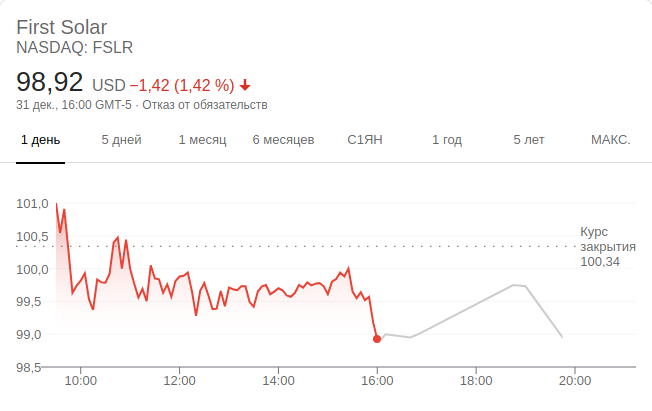 First Solar
NASDAQ: FSLR
98,92 USD −1,42 (1,42 %)
31 дек., 16:00 GMT-5 · Отказ от обязательств
1 день 5 дней 1 месяц 6 месяцев С1ЯН 1 год 5 лет МАКС.
101,0
100,5
100,0
99,5
99,0
98,5
Курс
закрытия
100,34
10:00 12:00 14:00 16:00 18:00 20:00